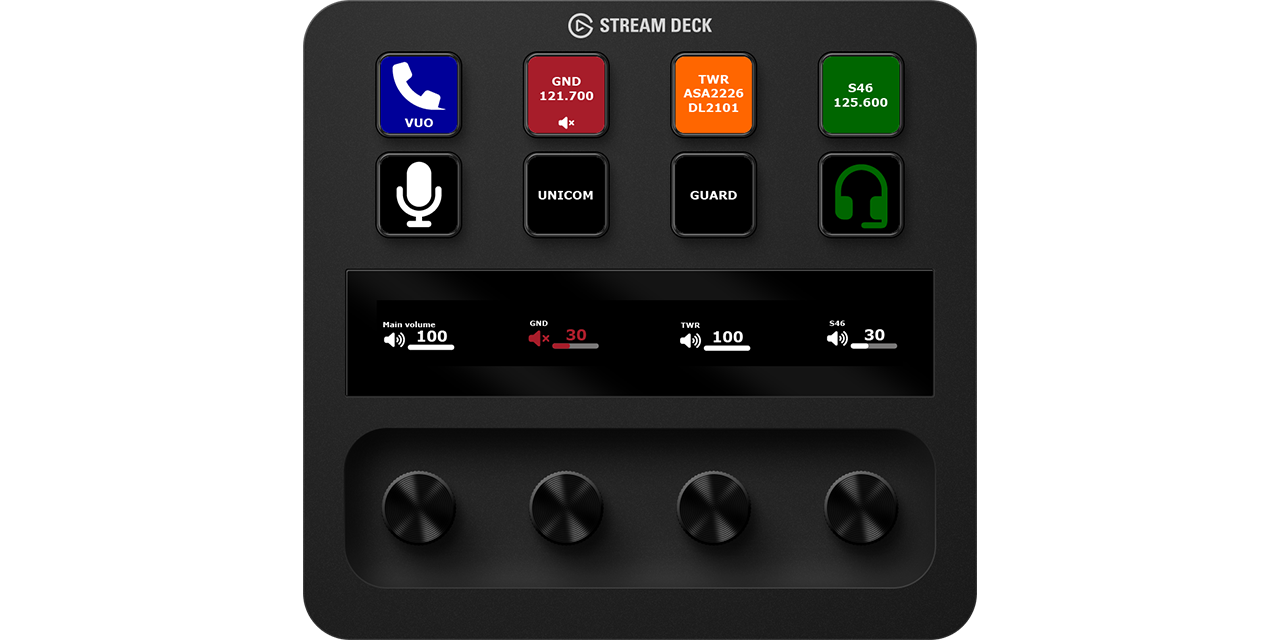 STREAM DECK
VUO
GND
121.700
TWR
ASA2226
DL2101
S46
125.600
UNICOM
GUARD
Main volume
100
GND
30
TWR
100
S46
30